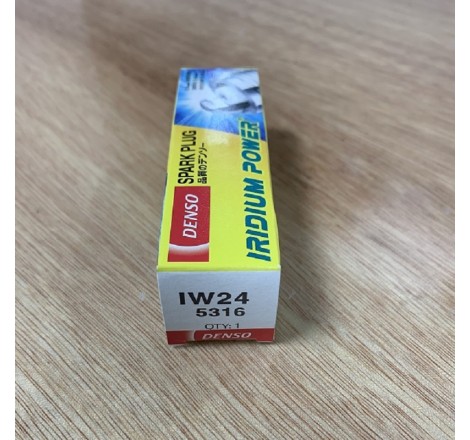 IRIDIUM POWER
SPARK PLUG
品質のデンソー
DENSO
IW24
5316
QTY: 1
DENSO